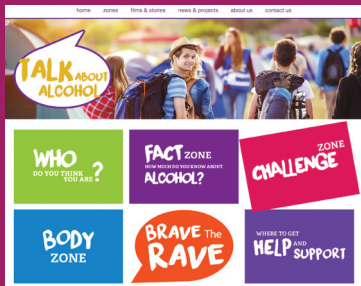 home zones films & stories news & projects about us contact us
TALK ABOUT
ALCOHOL
WHO
DO YOU THINK
YOU ARE ?
FACT ZONE
HOW MUCH DO YOU KNOW ABOUT
ALCOHOL?
ZONE
CHALLENGE
BODY
ZONE
BRAVE The
RAVE
WHERE TO GET
HELP AND
SUPPORT